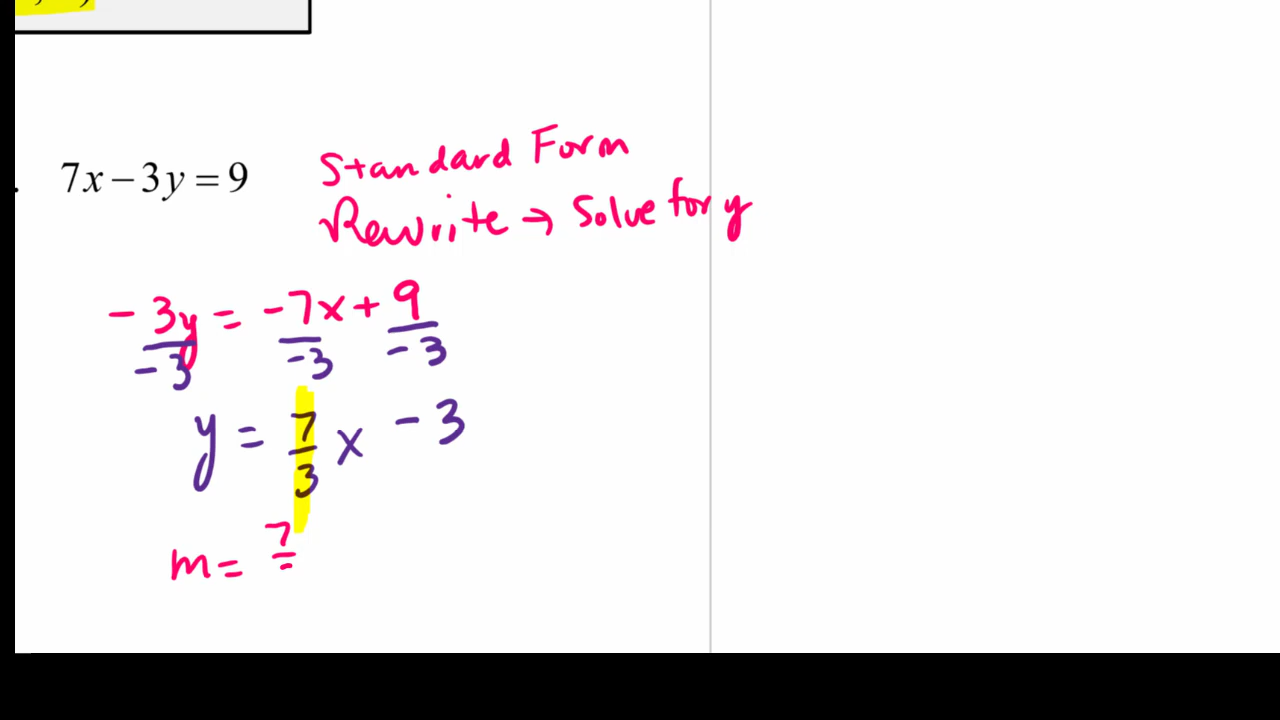 . 7x − 3y = 9
Standard Form
Rewrite → Solve for y
- 3y = -7x + 9
-3 -3 -3
y = 7/3 x - 3
m = 7